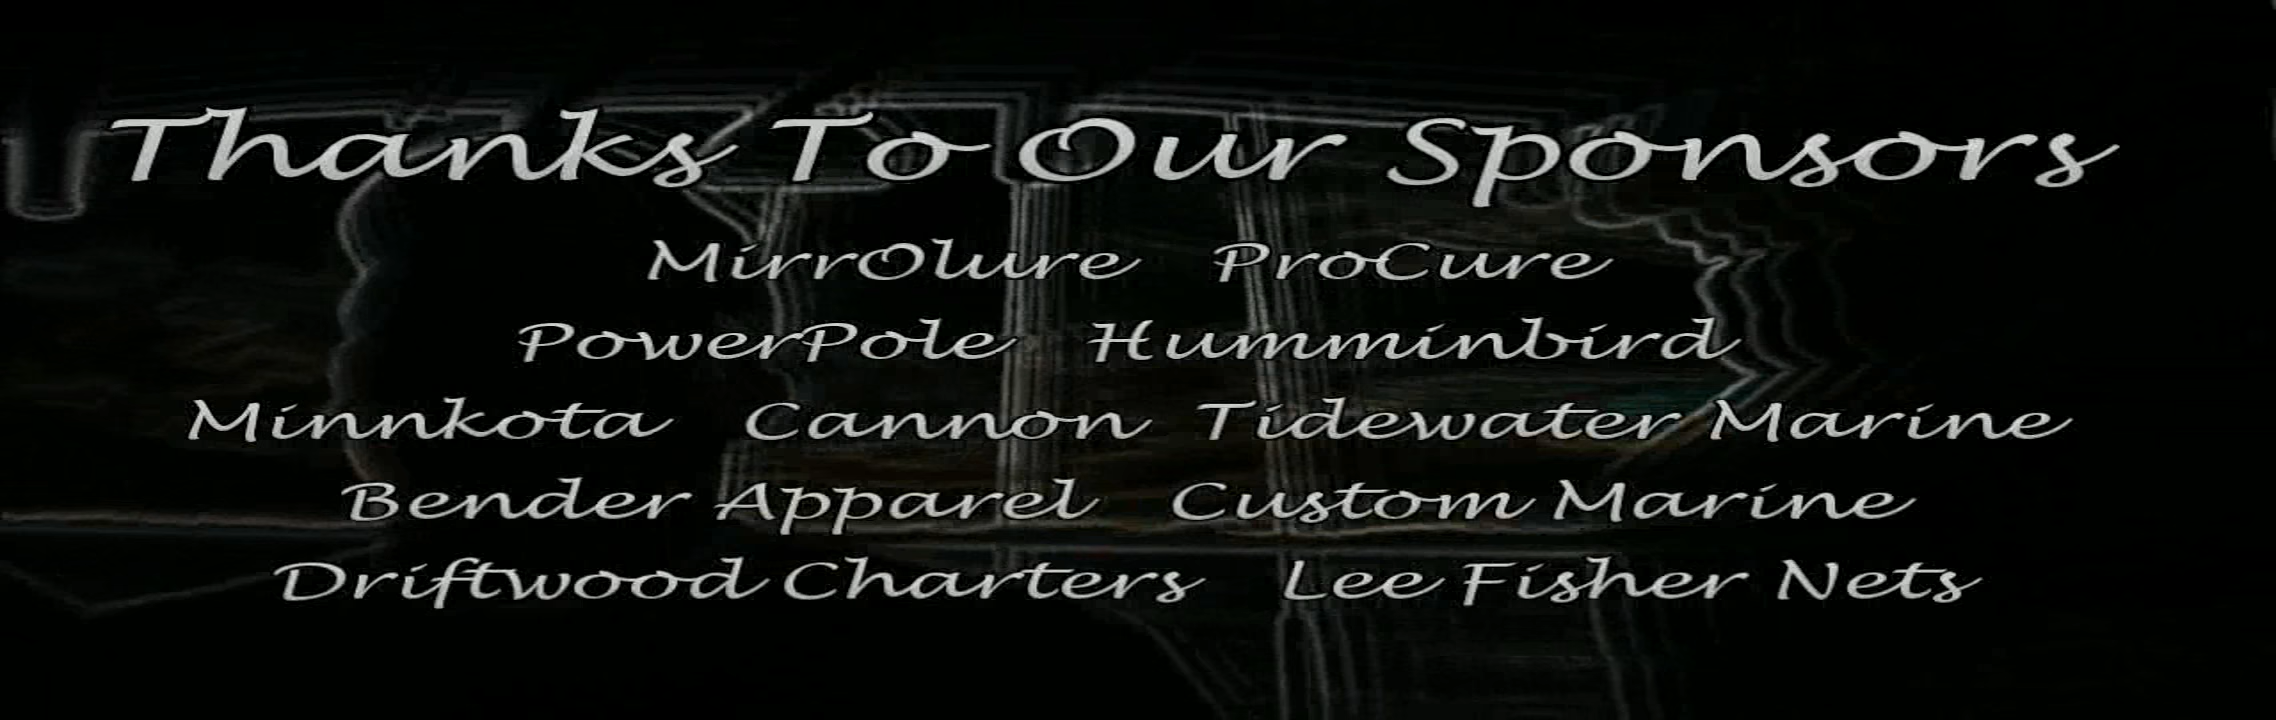 Thanks To Our Sponsors
MirrOlure ProCure
PowerPole Humminbird
Minnkota Cannon Tidewater Marine
Bender Apparel Custom Marine
Driftwood Charters Lee Fisher Nets